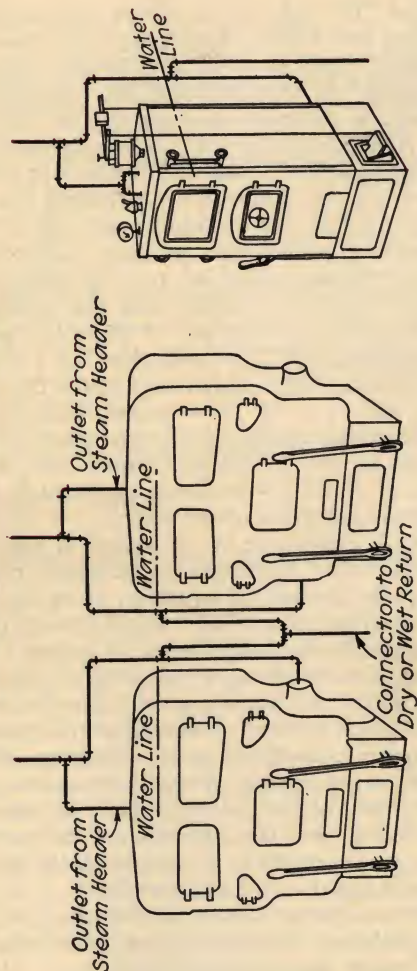 Outlet from
Steam Header
Water Line
Outlet from
Steam Header
Water Line
Connection to
Dry or Wet Return
Water
Line